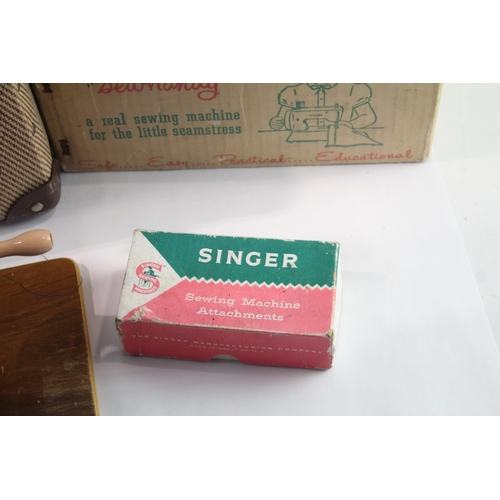 SewHandy
a real sewing machine
for the little seamstress
Safe.....Easy.....Practical.....Educational
SINGER
S
Sewing Machine
Attachments
THE SINGER MANUFACTURING COMPANY